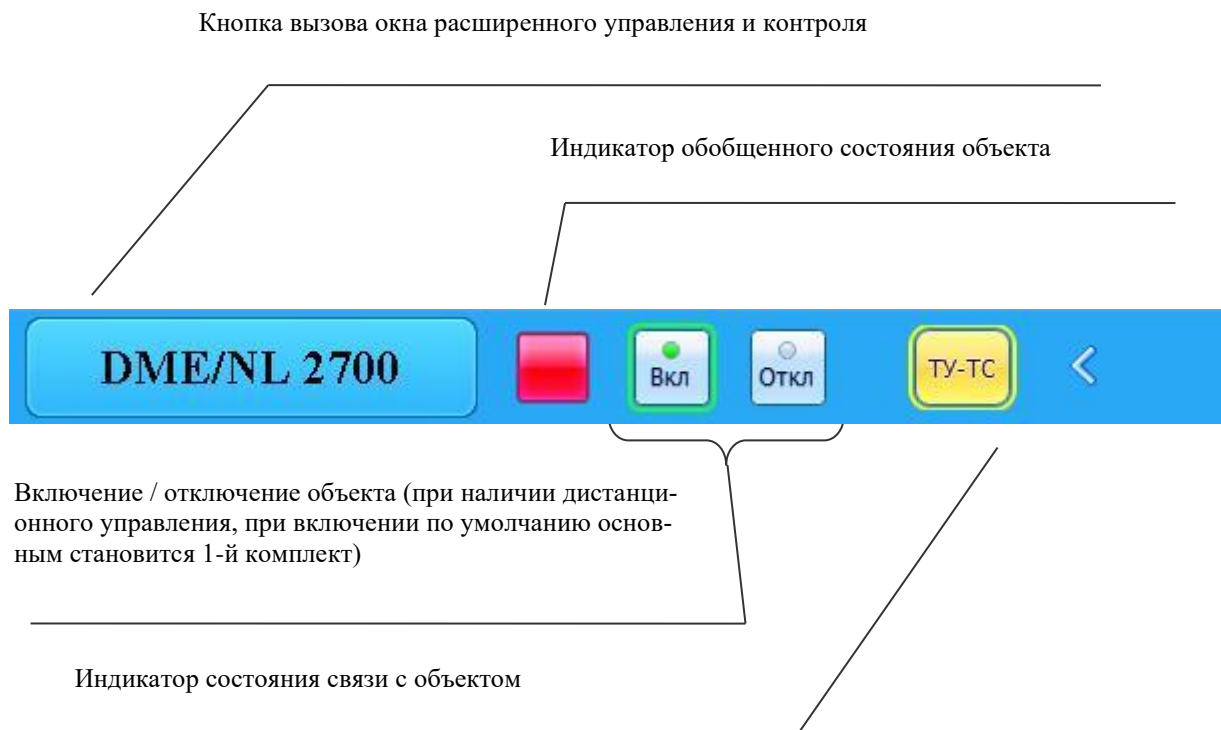 Кнопка вызова окна расширенного управления и контроля
Индикатор обобщенного состояния объекта
DME/NL 2700
Вкл
Откл
ТУ-ТС
Включение / отключение объекта (при наличии дистанци-
онного управления, при включении по умолчанию основ-
ным становится 1-й комплект)
Индикатор состояния связи с объектом